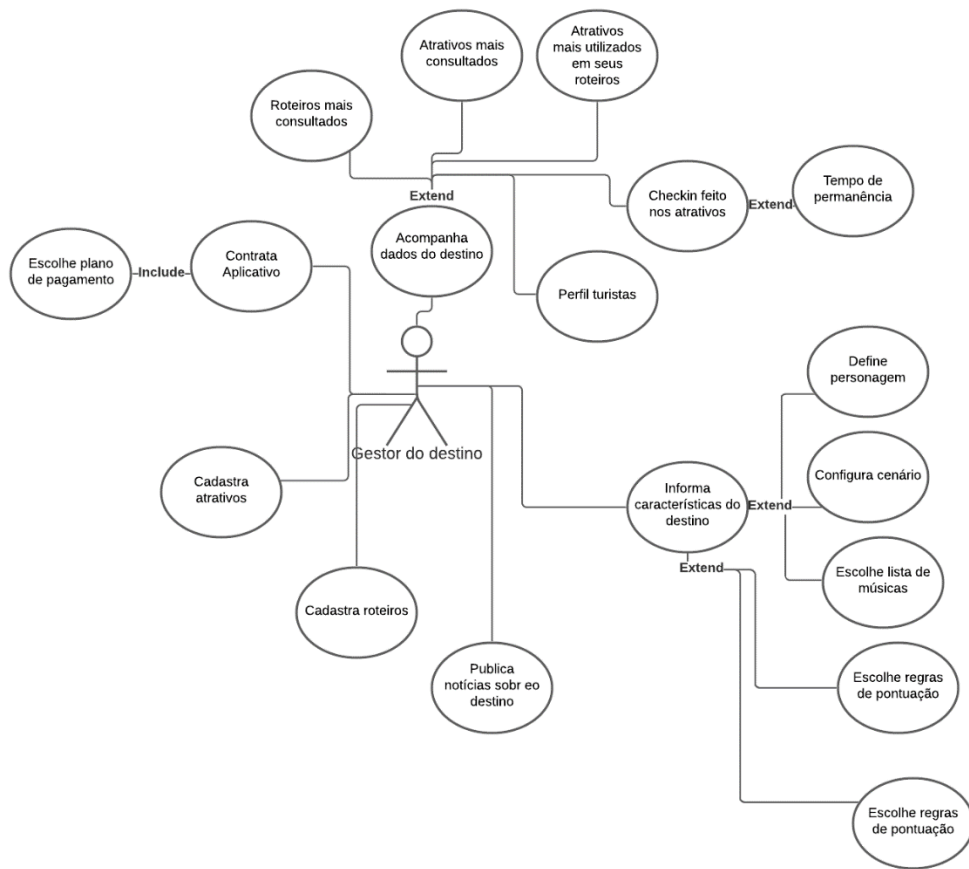 Atrativos mais
consultados
Atrativos
mais utilizados
em seus
roteiros
Roteiros mais
consultados
Extend
Checkin feito
nos atrativos
Extend
Tempo de
permanência
Acompanha
dados do destino
Escolhe plano
de pagamento
Include
Contrata
Aplicativo
Perfil turistas
Define
personagem
Gestor do destino
Cadastra
atrativos
Informa
características do
destino
Extend
Configura cenário
Extend
Escolhe lista de
músicas
Cadastra roteiros
Publica
notícias sobr eo
destino
Escolhe regras
de pontuação
Escolhe regras
de pontuação